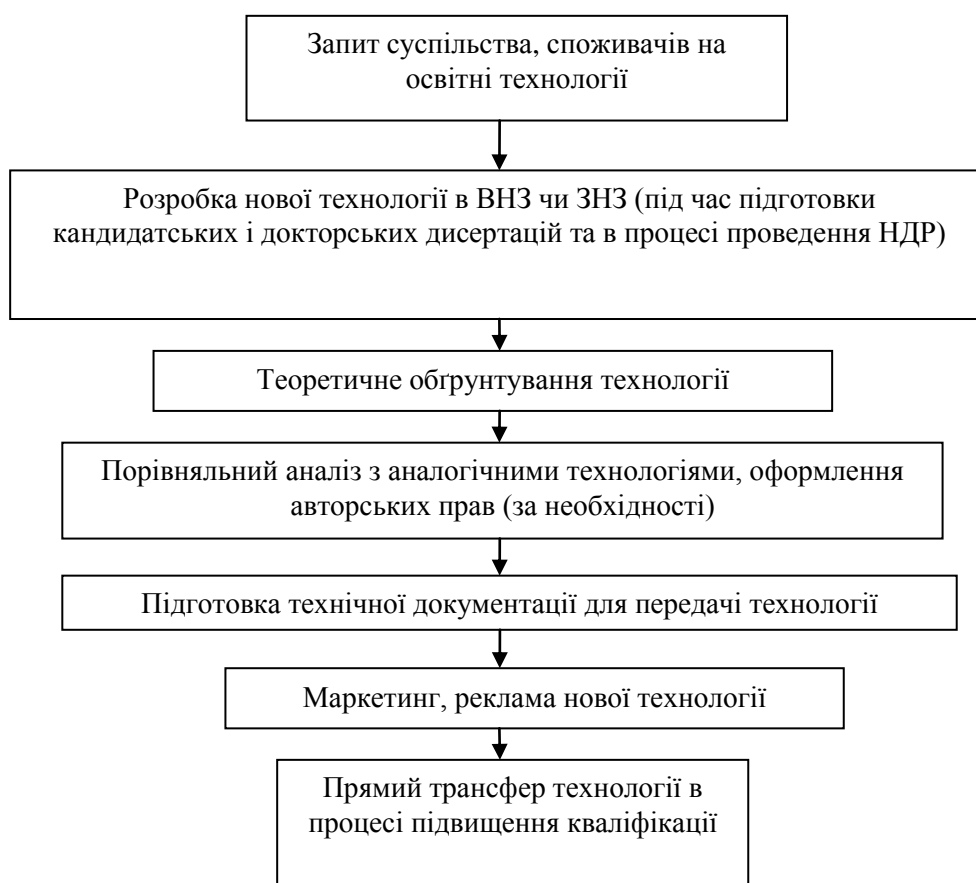 Запит суспільства, споживачів на
освітні технології
Розробка нової технології в ВНЗ чи ЗНЗ (під час підготовки
кандидатських і докторських дисертацій та в процесі проведення НДР)
Теоретичне обґрунтування технології
Порівняльний аналіз з аналогічними технологіями, оформлення
авторських прав (за необхідності)
Підготовка технічної документації для передачі технології
Маркетинг, реклама нової технології
Прямий трансфер технології в
процесі підвищення кваліфікації